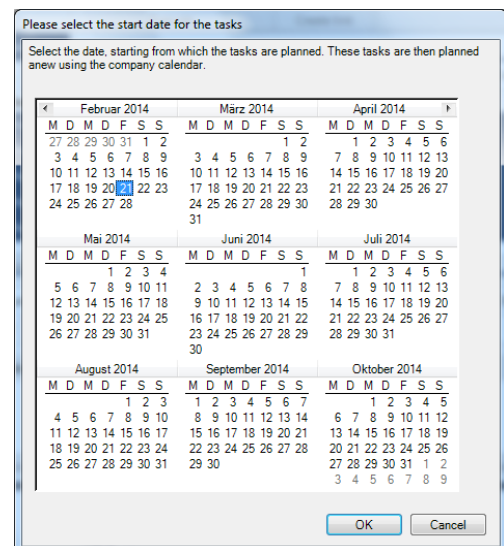 Please select the start date for the tasks
Select the date, starting from which the tasks are planned. These tasks are then planned
anew using the company calendar.
Februar 2014 März 2014 April 2014
M D M D F S S M D M D F S S M D M D F S S
27 28 29 30 31 1 2 1 2 1 2 3 4 5 6
3 4 5 6 7 8 9 3 4 5 6 7 8 9 7 8 9 10 11 12 13
10 11 12 13 14 15 16 10 11 12 13 14 15 16 14 15 16 17 18 19 20
17 18 19 20 21 22 23 17 18 19 20 21 22 23 21 22 23 24 25 26 27
24 25 26 27 28 24 25 26 27 28 29 30 28 29 30
31
Mai 2014 Juni 2014 Juli 2014
M D M D F S S M D M D F S S M D M D F S S
1 2 3 4 1 1 2 3 4 5 6
5 6 7 8 9 10 11 2 3 4 5 6 7 8 7 8 9 10 11 12 13
12 13 14 15 16 17 18 9 10 11 12 13 14 15 14 15 16 17 18 19 20
19 20 21 22 23 24 25 16 17 18 19 20 21 22 21 22 23 24 25 26 27
26 27 28 29 30 31 23 24 25 26 27 28 29 28 29 30 31
30
August 2014 September 2014 Oktober 2014
M D M D F S S M D M D F S S M D M D F S S
1 2 3 1 2 3 4 5 6 7 1 2 3 4 5
4 5 6 7 8 9 10 8 9 10 11 12 13 14 6 7 8 9 10 11 12
11 12 13 14 15 16 17 15 16 17 18 19 20 21 13 14 15 16 17 18 19
18 19 20 21 22 23 24 22 23 24 25 26 27 28 20 21 22 23 24 25 26
25 26 27 28 29 30 31 29 30 27 28 29 30 31 1 2
3 4 5 6 7 8 9
OK Cancel